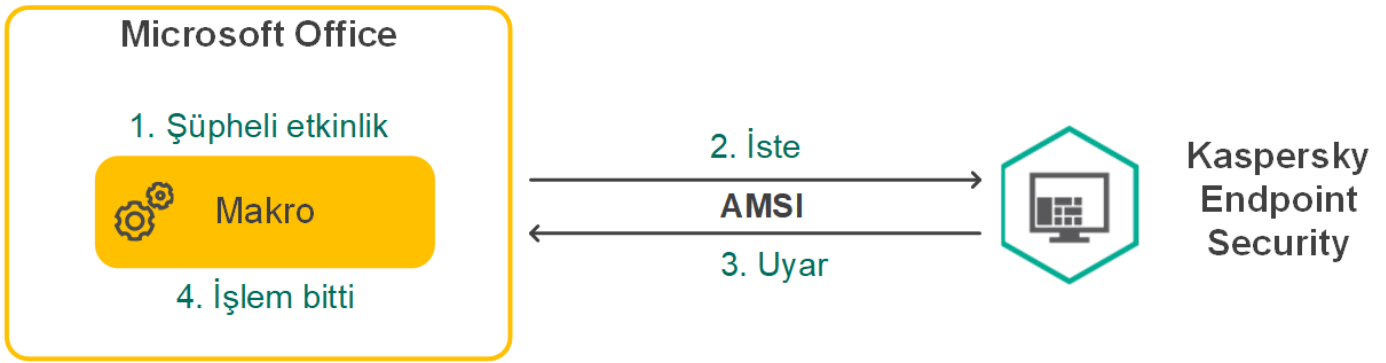 Microsoft Office
1. Şüpheli etkinlik
Makro
4. İşlem bitti
2. İste
AMSI
3. Uyar
Kaspersky
Endpoint
Security